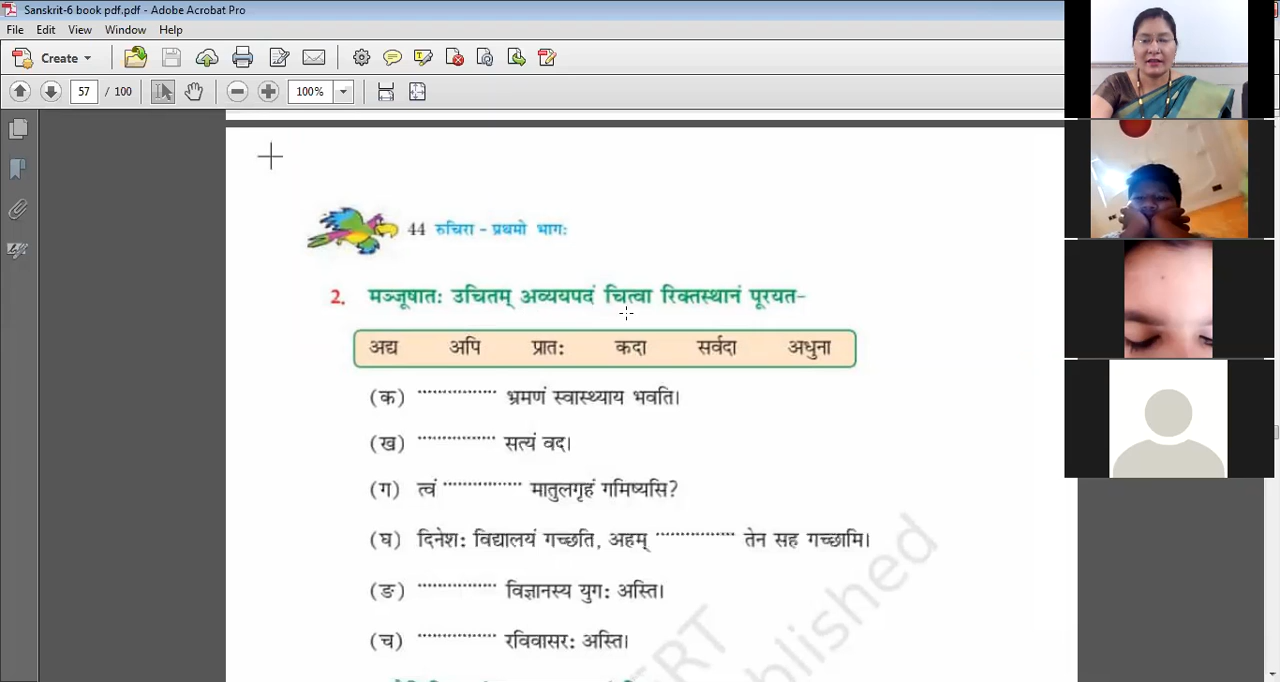 Sanskrit-6 book pdf.pdf - Adobe Acrobat Pro
File Edit View Window Help
Create
57 / 100 100%
44 रुचिरा - प्रथमो भागः
2. मञ्जूषातः उचितम् अव्ययपदं चित्वा रिक्तस्थानं पूरयत-
अद्य अपि प्रातः कदा सर्वदा अधुना
(क) ................ भ्रमणं स्वास्थ्याय भवति।
(ख) ................ सत्यं वद।
(ग) त्वं ................ मातुलगृहं गमिष्यसि?
(घ) दिनेशः विद्यालयं गच्छति, अहम् ................ तेन सह गच्छामि।
(ङ) ................ विज्ञानस्य युगः अस्ति।
(च) ................ रविवासरः अस्ति।